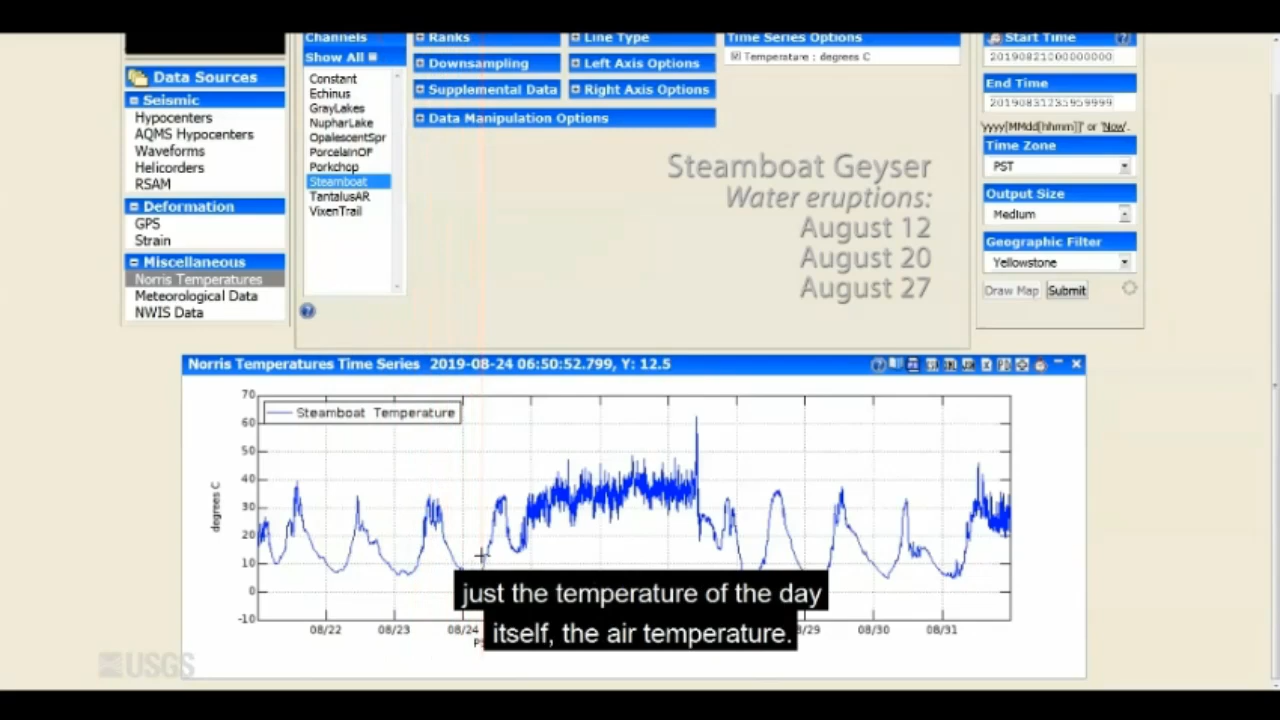 Channels
Ranks
Line Type
Time Series Options
Start Time
Show All
Downsampling
Left Axis Options
Temperature : degrees C
20190821000000000
Data Sources
Constant
Echinus
GrayLakes
NupharLake
OpalescentSpr
PorcelainOF
Porkchop
Steamboat
TantalusAR
VixenTrail
Supplemental Data
Right Axis Options
Data Manipulation Options
End Time
20190831235959999
'yyyy[MMdd[hhmm]]' or 'Now'.
Time Zone
PST
Output Size
Medium
Geographic Filter
Yellowstone
Draw Map Submit
Seismic
Hypocenters
AQMS Hypocenters
Waveforms
Helicorders
RSAM
Deformation
GPS
Strain
Miscellaneous
Norris Temperatures
Meteorological Data
NWIS Data
Steamboat Geyser
Water eruptions:
August 12
August 20
August 27
Norris Temperatures Time Series 2019-08-24 06:50:52.799, Y: 12.5
Steamboat Temperature
degrees C
70
60
50
40
30
20
10
0
-10
08/22 08/23 08/24 /29 08/30 08/31
just the temperature of the day
itself, the air temperature.
USGS